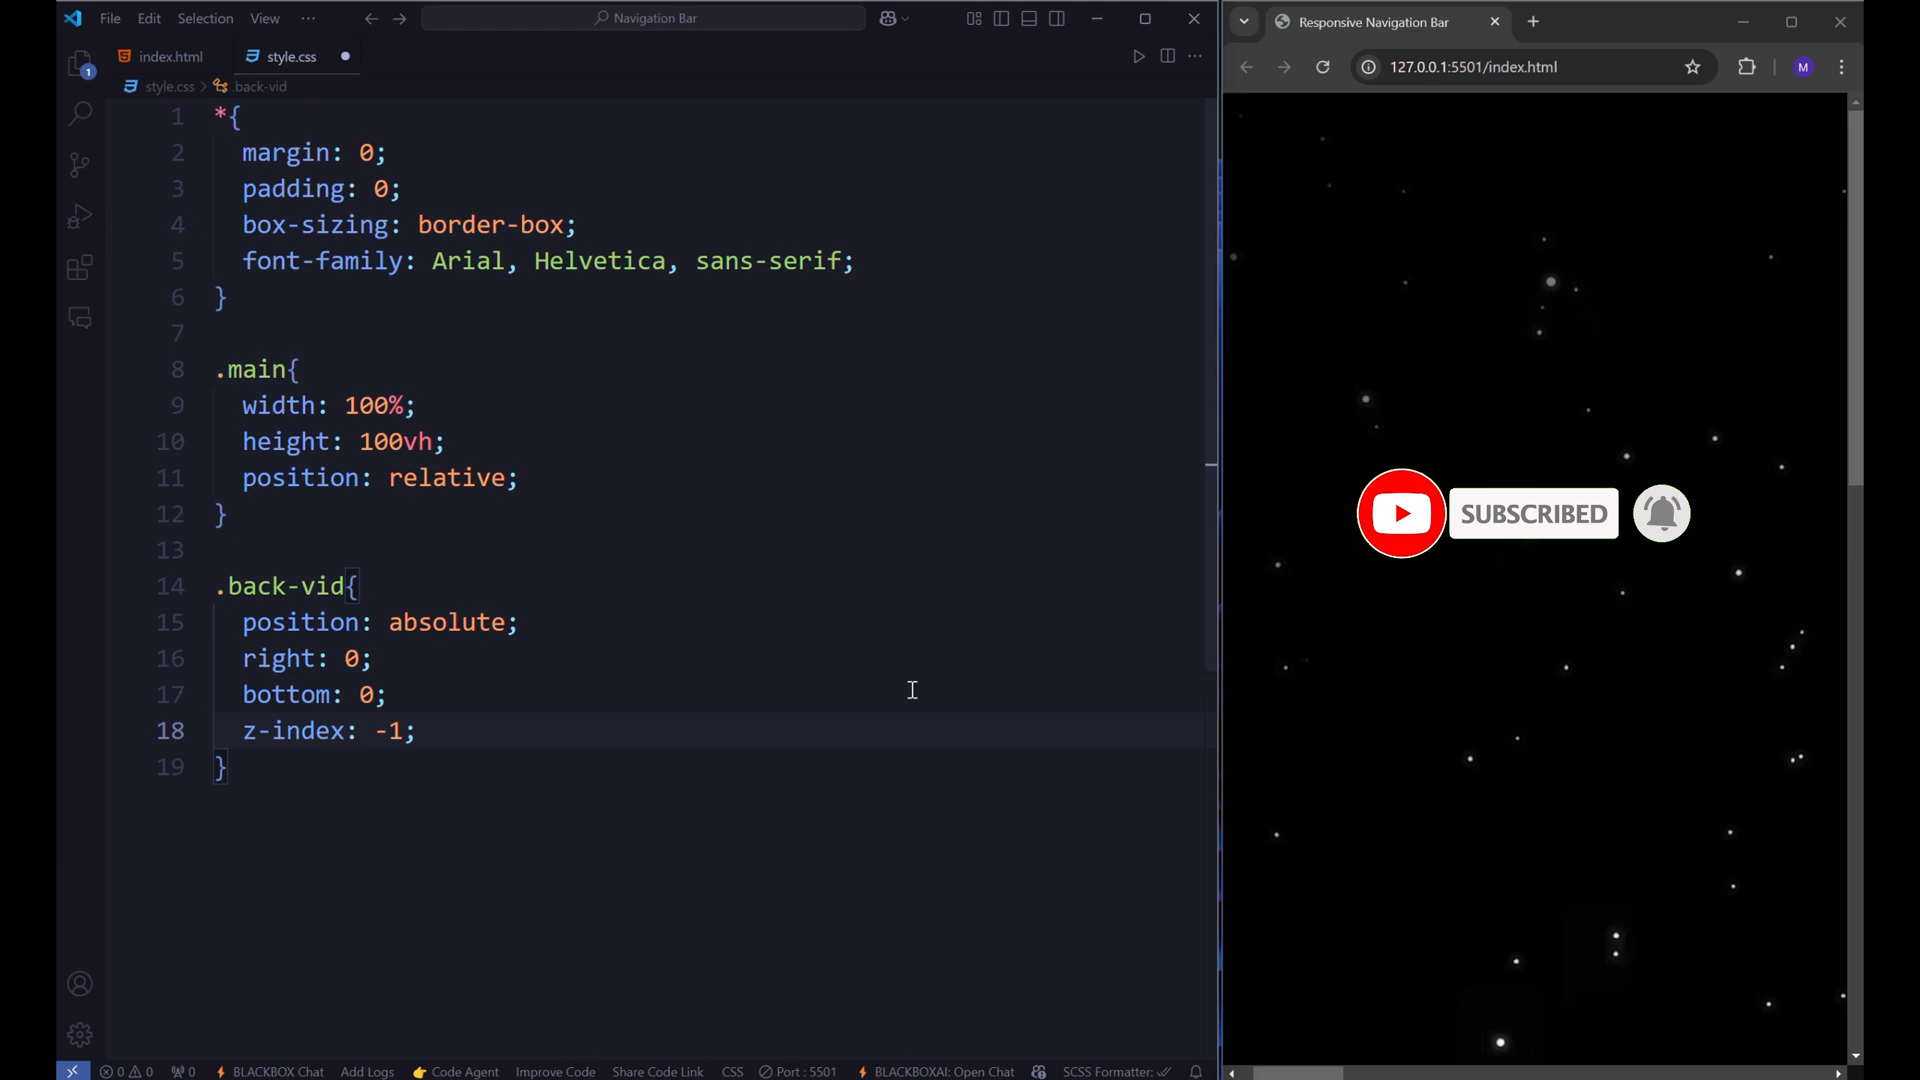 File Edit Selection View ··· Navigation Bar
index.html style.css
style.css > .back-vid
1 *{
2 margin: 0;
3 padding: 0;
4 box-sizing: border-box;
5 font-family: Arial, Helvetica, sans-serif;
6 }
7
8 .main{
9 width: 100%;
10 height: 100vh;
11 position: relative;
12 }
13
14 .back-vid{
15 position: absolute;
16 right: 0;
17 bottom: 0;
18 z-index: -1;
19 }
1
0 0 0 BLACKBOX Chat Add Logs Code Agent Improve Code Share Code Link CSS Port : 5501 BLACKBOXAI: Open Chat SCSS Formatter:
Responsive Navigation Bar
127.0.0.1:5501/index.html M
SUBSCRIBED